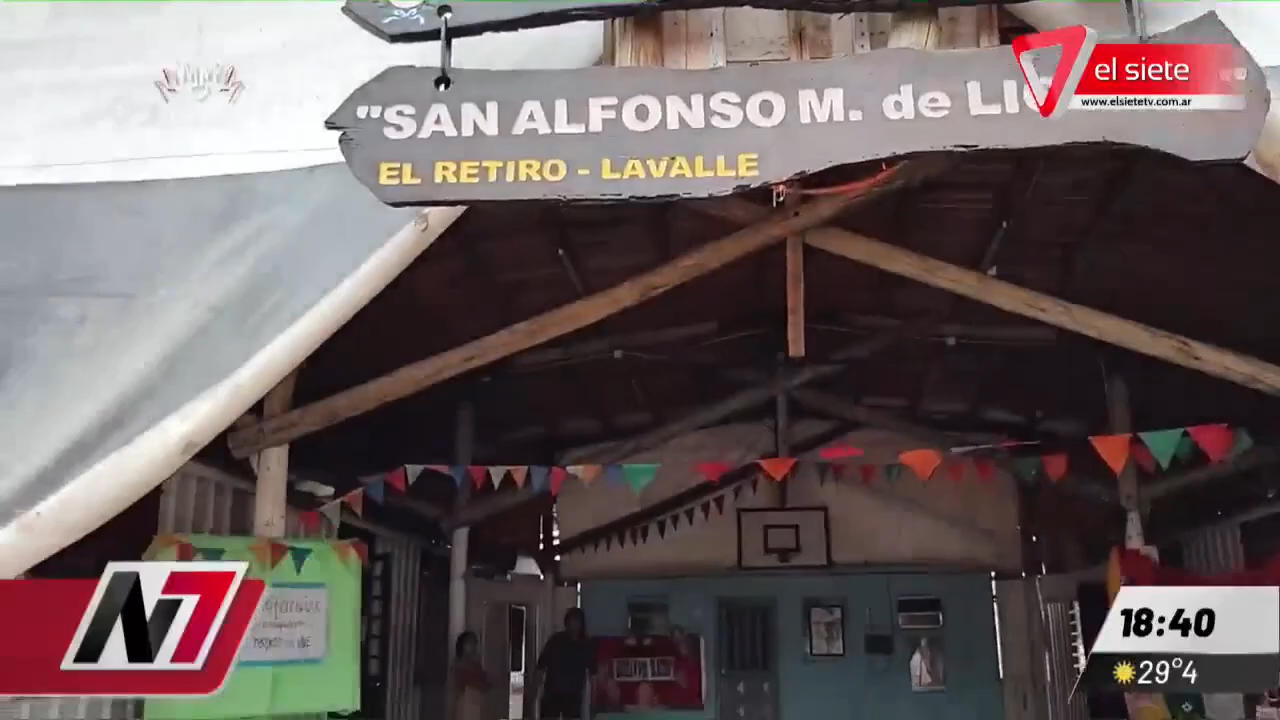 "SAN ALFONSO M. de LI
EL RETIRO - LAVALLE
el siete
www.elsietetv.com.ar
N7
18:40
29°4